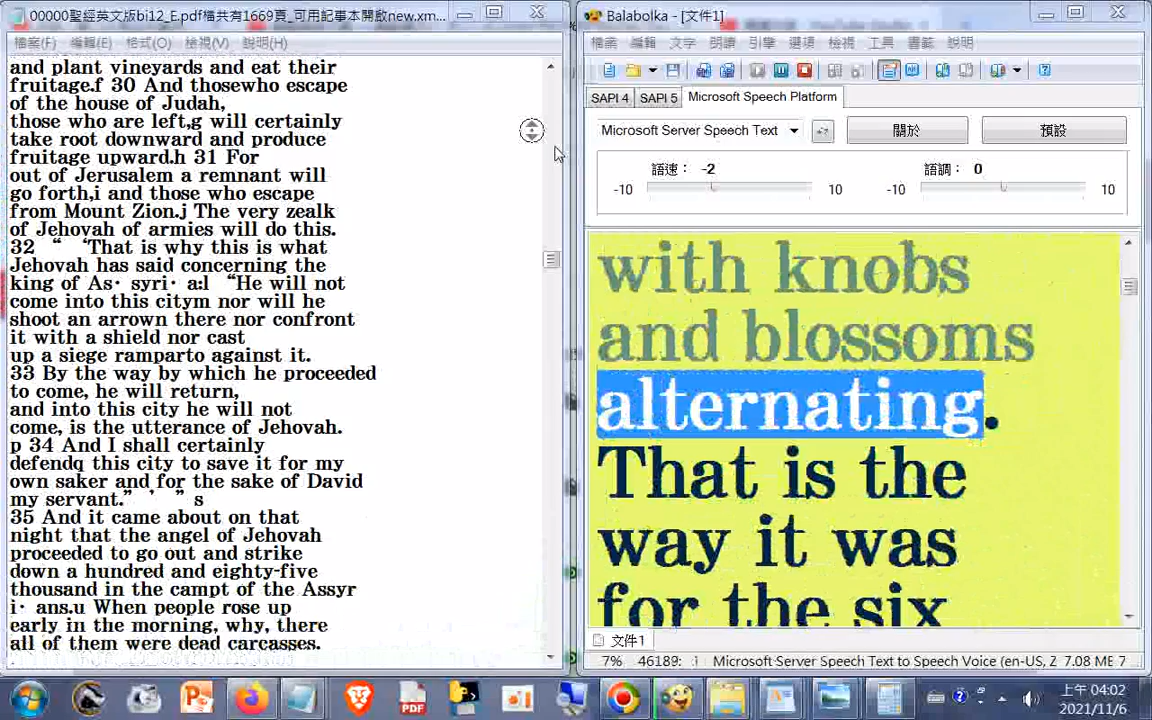 00000聖經英文版bi12_E.pdf檔共有1669頁_可用記事本開啟new.xm...
檔案(F) 編輯(E) 格式(O) 檢視(V) 說明(H)
and plant vineyards and eat their
fruitage.f 30 And thosewho escape
of the house of Judah,
those who are left,g will certainly
take root downward and produce
fruitage upward.h 31 For
out of Jerusalem a remnant will
go forth,i and those who escape
from Mount Zion.j The very zealk
of Jehovah of armies will do this.
32 “ ‘That is why this is what
Jehovah has said concerning the
king of As·syri·a:l “He will not
come into this citym nor will he
shoot an arrown there nor confront
it with a shield nor cast
up a siege ramparto against it.
33 By the way by which he proceeded
to come, he will return,
and into this city he will not
come, is the utterance of Jehovah.
p 34 And I shall certainly
defendq this city to save it for my
own saker and for the sake of David
my servant.” ’ ”s
35 And it came about on that
night that the angel of Jehovah
proceeded to go out and strike
down a hundred and eighty-five
thousand in the campt of the Assyr
i·ans.u When people rose up
early in the morning, why, there
all of them were dead carcasses.
Balabolka - [文件1]
檔案 編輯 文字 朗讀 引擎 選項 檢視 工具 書籤 說明
SAPI 4 SAPI 5 Microsoft Speech Platform
Microsoft Server Speech Text
關於 預設
語速: -2 語調: 0
-10 10 -10 10
with knobs
and blossoms
alternating.
That is the
way it was
for the six
文件1
7% 46189: Microsoft Server Speech Text to Speech Voice (en-US, Z 7.08 MB 7
上午 04:02
2021/11/6